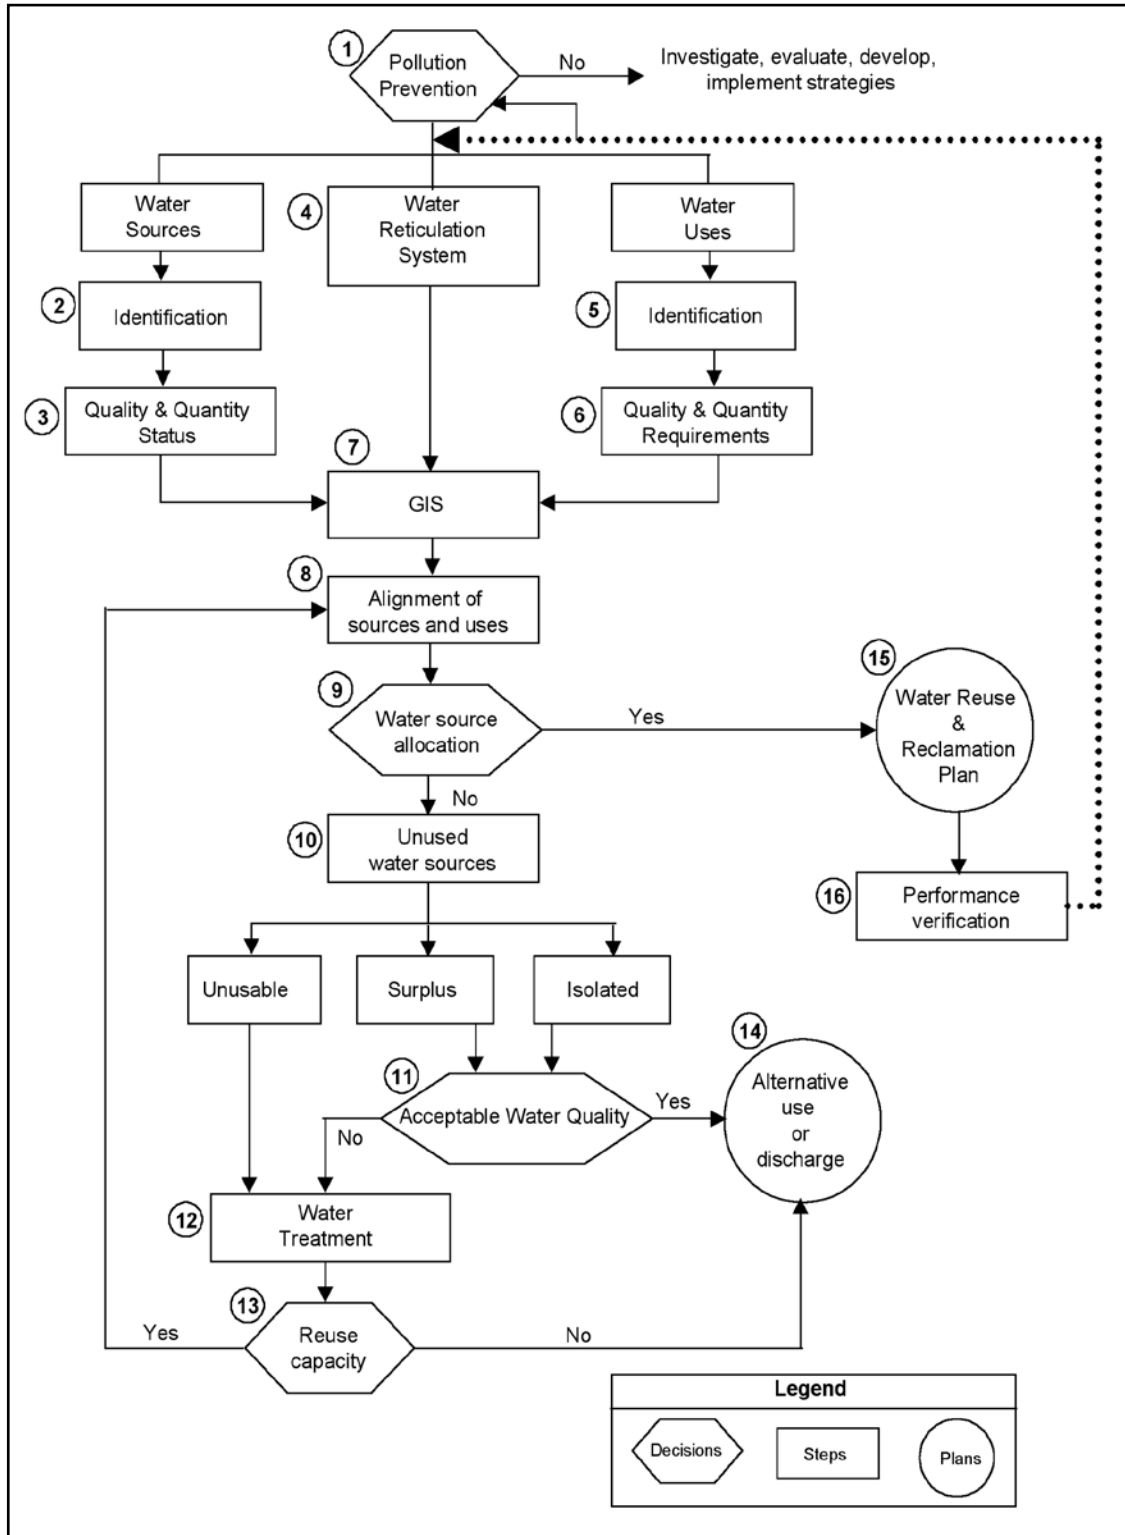 1
Pollution
Prevention
No
Investigate, evaluate, develop,
implement strategies
Water
Sources
4
Water
Reticulation
System
Water
Uses
2
Identification
5
Identification
3
Quality & Quantity
Status
6
Quality & Quantity
Requirements
7
GIS
8
Alignment of
sources and uses
9
Water source
allocation
Yes
15
Water Reuse
&
Reclamation
Plan
No
10
Unused
water sources
16
Performance
verification
Unusable
Surplus
Isolated
11
Acceptable Water Quality
Yes
14
Alternative
use
or
discharge
No
12
Water
Treatment
13
Reuse
capacity
Yes
No
Legend
Decisions
Steps
Plans